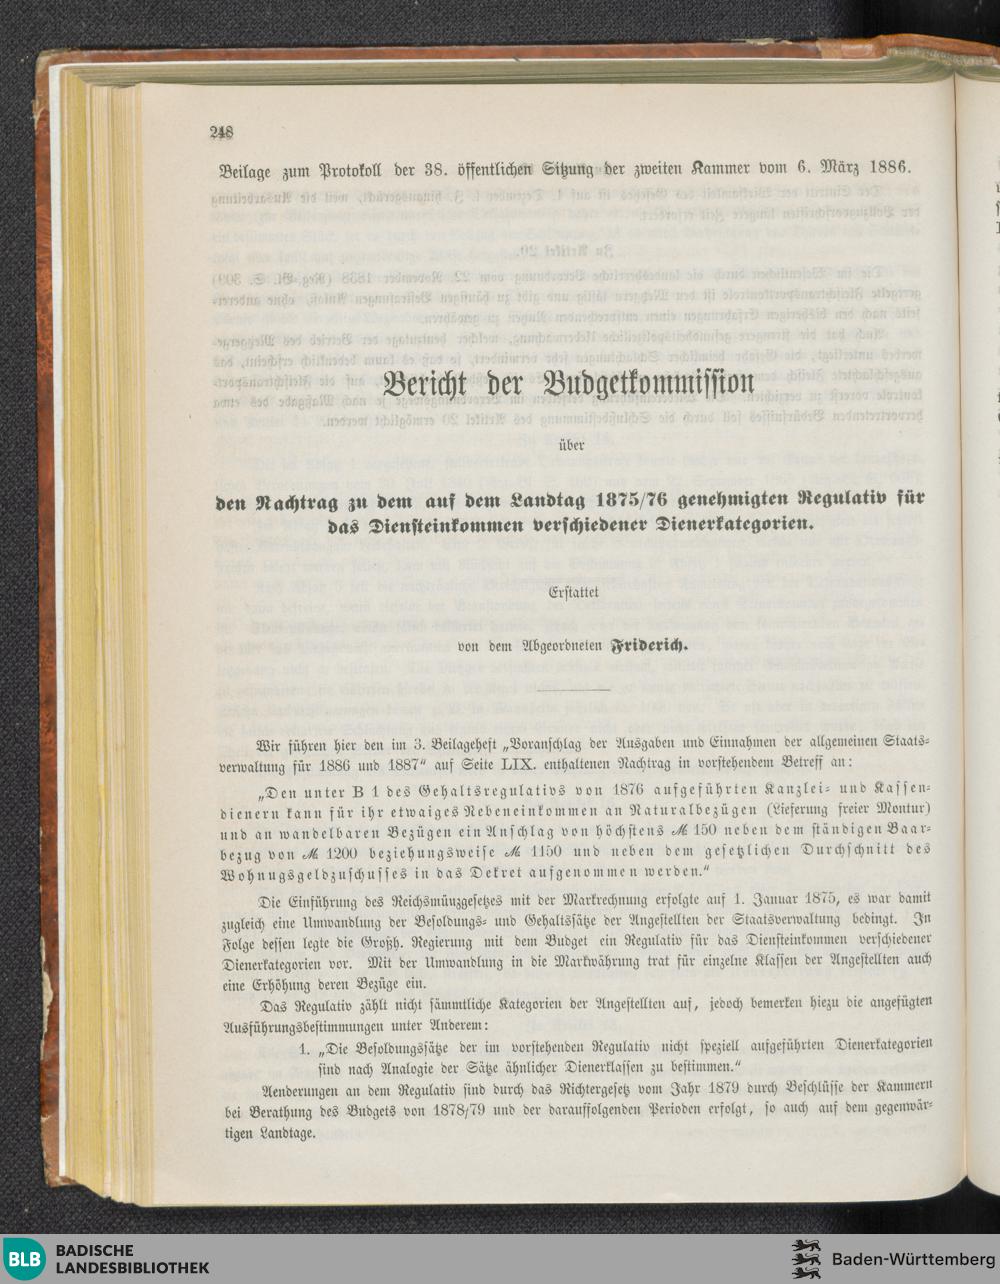 248
Beilage zum Protokoll der 38. öffentlichen Sitzung der zweiten Kammer vom 6. März 1886.
Bericht der Budgetkommission
über
den Nachtrag zu dem auf dem Landtag 1875/76 genehmigten Regulativ für
das Diensteinkommen verschiedener Dienerkategorien.
Erstattet
von dem Abgeordneten Friderich.
Wir führen hier den im 3. Beilageheft „Voranschlag der Ausgaben und Einnahmen der allgemeinen Staats-
verwaltung für 1886 und 1887“ auf Seite LIX. enthaltenen Nachtrag in vorstehendem Betreff an:
„Den unter B 1 des Gehaltsregulativs von 1876 aufgeführten Kanzlei- und Kassen-
dienern kann für ihr etwaiges Nebeneinkommen an Naturalbezügen (Lieferung freier Montur)
und an wandelbaren Bezügen ein Anschlag von höchstens ℳ 150 neben dem ständigen Baar-
bezug von ℳ 1200 beziehungsweise ℳ 1150 und neben dem gesetzlichen Durchschnitt des
Wohnugsgeldzuschusses in das Dekret aufgenommen werden.“
Die Einführung des Reichsmünzgesetzes mit der Markrechnung erfolgte auf 1. Januar 1875, es war damit
zugleich eine Umwandlung der Besoldungs- und Gehaltssätze der Angestellten der Staatsverwaltung bedingt. In
Folge dessen legte die Großh. Regierung mit dem Budget ein Regulativ für das Diensteinkommen verschiedener
Dienerkategorien vor. Mit der Umwandlung in die Markwährung trat für einzelne Klassen der Angestellten auch
eine Erhöhung deren Bezüge ein.
Das Regulativ zählt nicht sämmtliche Kategorien der Angestellten auf, jedoch bemerken hiezu die angefügten
Ausführungsbestimmungen unter Anderem:
1. „Die Besoldungssätze der im vorstehenden Regulativ nicht speziell aufgeführten Dienerkategorien
sind nach Analogie der Sätze ähnlicher Dienerklassen zu bestimmen.“
Aenderungen an dem Regulativ sind durch das Richtergesetz vom Jahr 1879 durch Beschlüsse der Kammern
bei Berathung des Budgets von 1878/79 und der darauffolgenden Perioden erfolgt, so auch auf dem gegenwär-
tigen Landtage.
BLB BADISCHE
LANDESBIBLIOTHEK
Baden-Württemberg